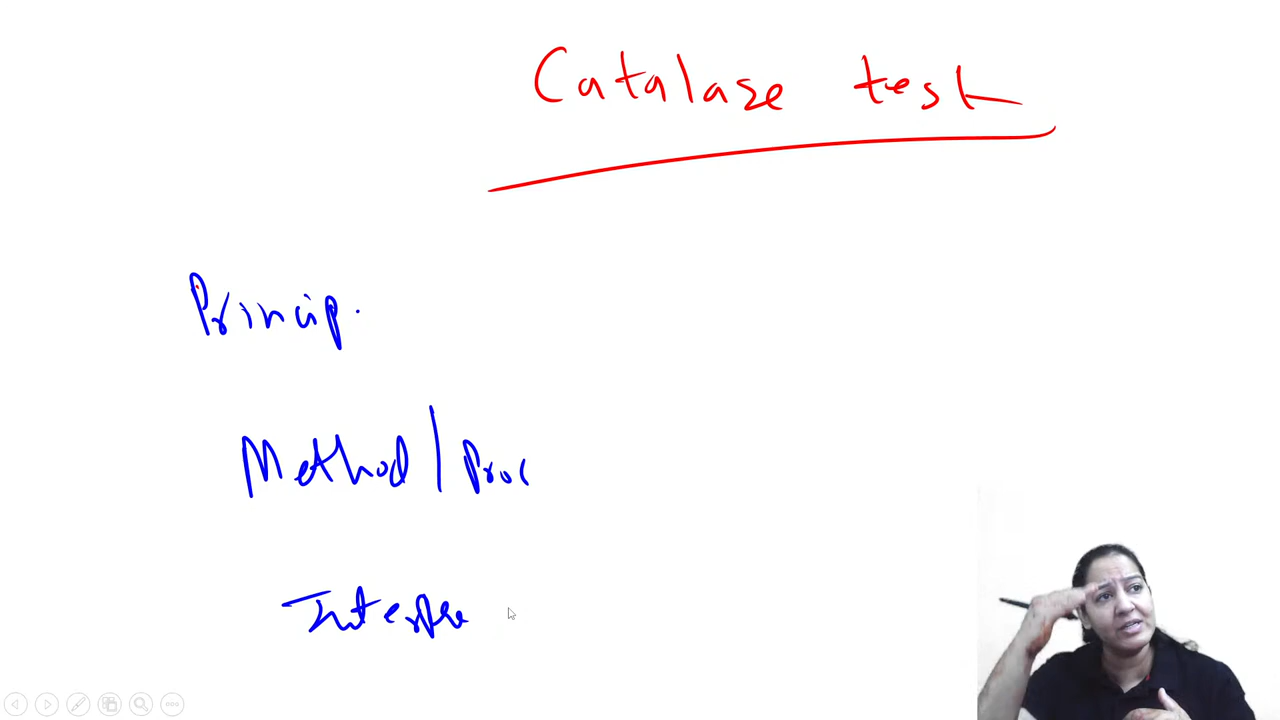 Catalase test
Princip.
Method | Proc
Interpre